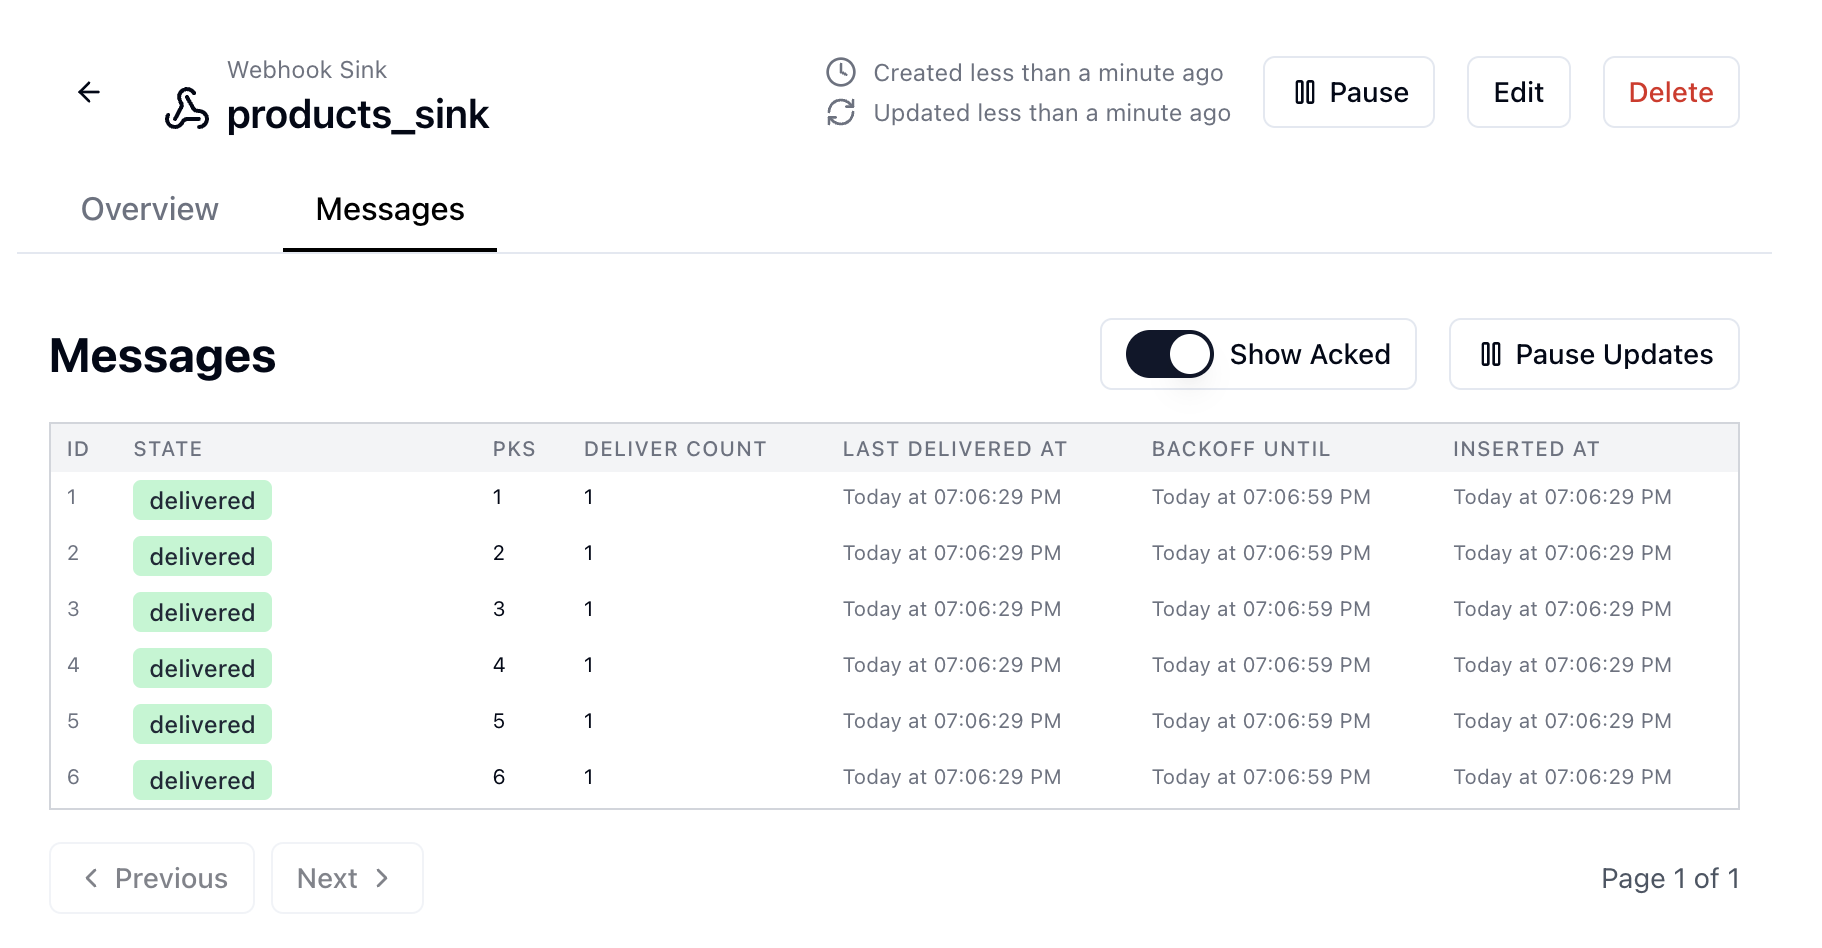 Webhook Sink
products_sink
Created less than a minute ago
Updated less than a minute ago
Pause
Edit
Delete
Overview
Messages
Messages
Show Acked
Pause Updates
ID STATE PKS DELIVER COUNT LAST DELIVERED AT BACKOFF UNTIL INSERTED AT
1 delivered 1 1 Today at 07:06:29 PM Today at 07:06:59 PM Today at 07:06:29 PM
2 delivered 2 1 Today at 07:06:29 PM Today at 07:06:59 PM Today at 07:06:29 PM
3 delivered 3 1 Today at 07:06:29 PM Today at 07:06:59 PM Today at 07:06:29 PM
4 delivered 4 1 Today at 07:06:29 PM Today at 07:06:59 PM Today at 07:06:29 PM
5 delivered 5 1 Today at 07:06:29 PM Today at 07:06:59 PM Today at 07:06:29 PM
6 delivered 6 1 Today at 07:06:29 PM Today at 07:06:59 PM Today at 07:06:29 PM
Previous
Next
Page 1 of 1